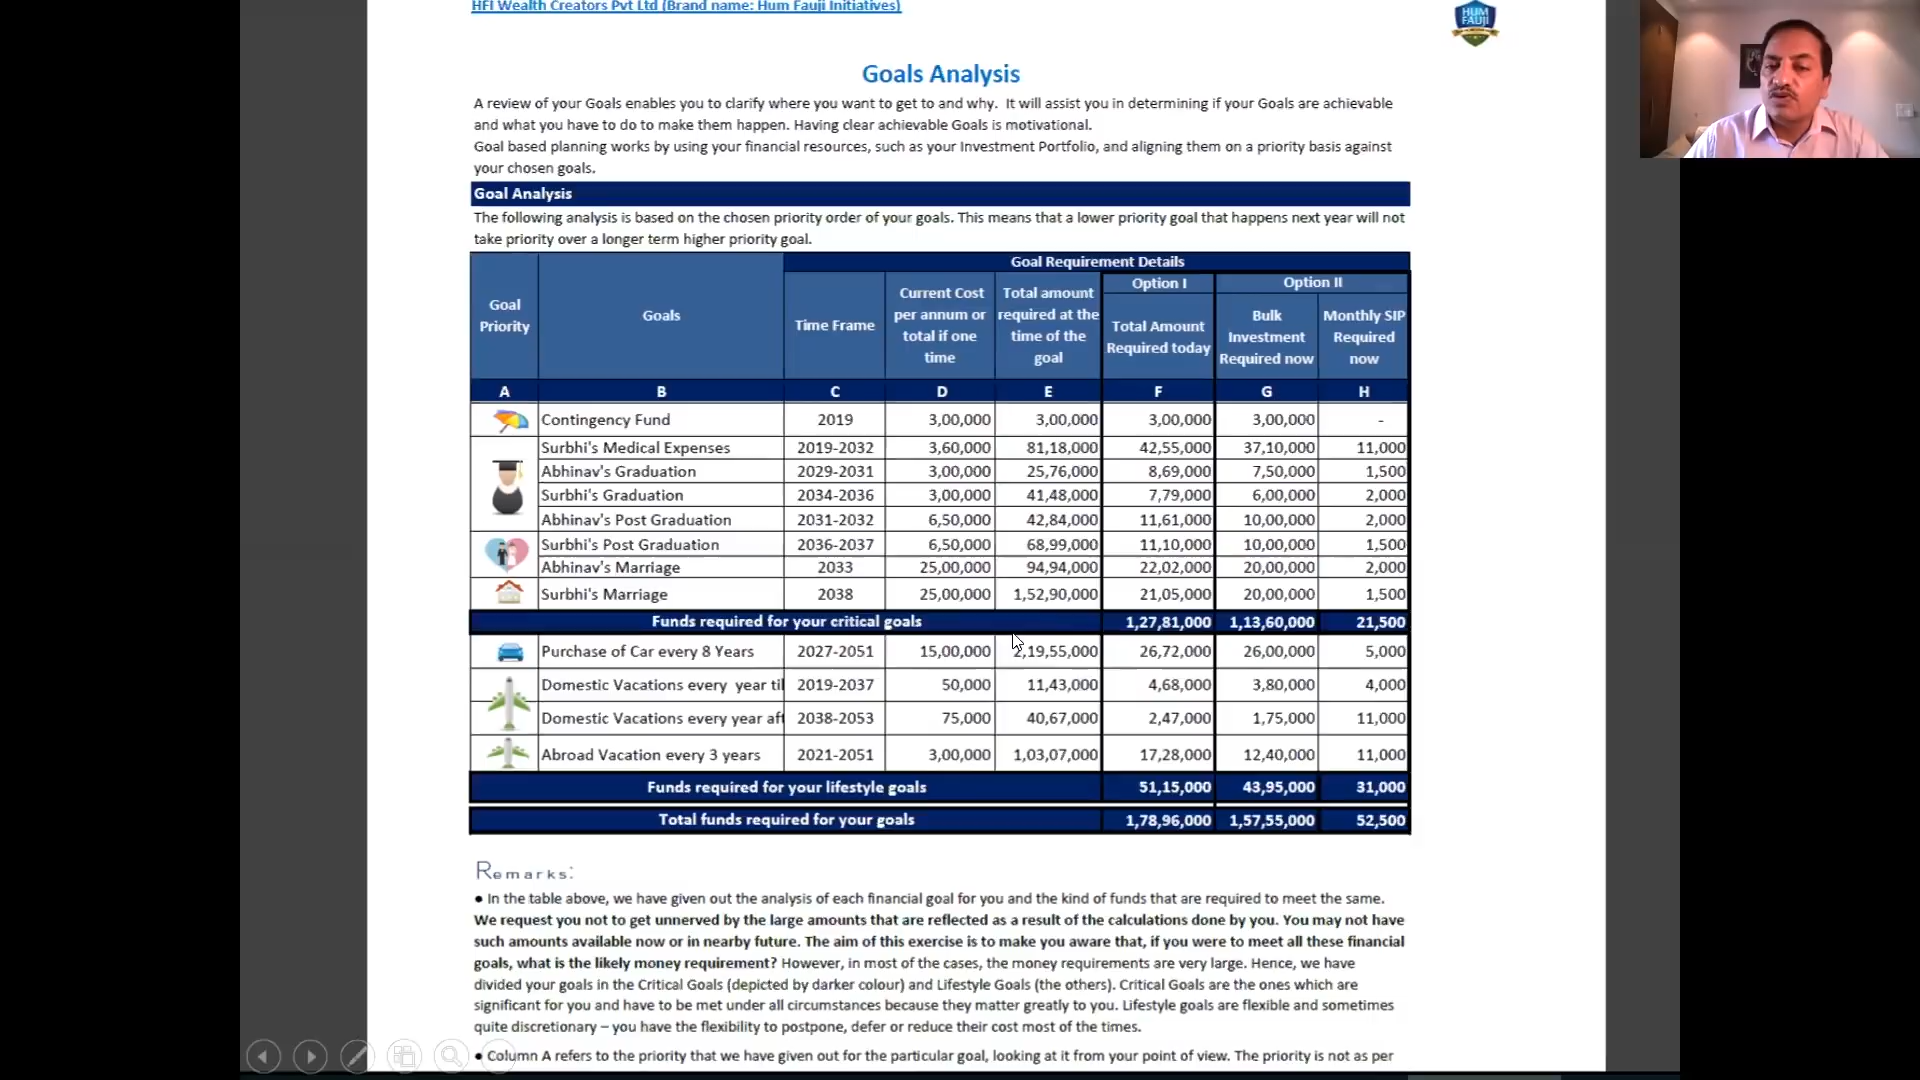 HFI Wealth Creators Pvt Ltd (Brand name: Hum Fauji Initiatives)
HUM
FAUJI
Goals Analysis
A review of your Goals enables you to clarify where you want to get to and why. It will assist you in determining if your Goals are achievable
and what you have to do to make them happen. Having clear achievable Goals is motivational.
Goal based planning works by using your financial resources, such as your Investment Portfolio, and aligning them on a priority basis against
your chosen goals.
Goal Analysis
The following analysis is based on the chosen priority order of your goals. This means that a lower priority goal that happens next year will not
take priority over a longer term higher priority goal.
Goal Requirement Details
Goal
Priority
Goals
Time Frame
Current Cost
per annum or
total if one
time
Total amount
required at the
time of the
goal
Option I
Total Amount
Required today
Option II
Bulk
Investment
Required now
Monthly SIP
Required
now
A B C D E F G H
Contingency Fund 2019 3,00,000 3,00,000 3,00,000 3,00,000 -
Surbhi's Medical Expenses 2019-2032 3,60,000 81,18,000 42,55,000 37,10,000 11,000
Abhinav's Graduation 2029-2031 3,00,000 25,76,000 8,69,000 7,50,000 1,500
Surbhi's Graduation 2034-2036 3,00,000 41,48,000 7,79,000 6,00,000 2,000
Abhinav's Post Graduation 2031-2032 6,50,000 42,84,000 11,61,000 10,00,000 2,000
Surbhi's Post Graduation 2036-2037 6,50,000 68,99,000 11,10,000 10,00,000 1,500
Abhinav's Marriage 2033 25,00,000 94,94,000 22,02,000 20,00,000 2,000
Surbhi's Marriage 2038 25,00,000 1,52,90,000 21,05,000 20,00,000 1,500
Funds required for your critical goals 1,27,81,000 1,13,60,000 21,500
Purchase of Car every 8 Years 2027-2051 15,00,000 2,19,55,000 26,72,000 26,00,000 5,000
Domestic Vacations every year til 2019-2037 50,000 11,43,000 4,68,000 3,80,000 4,000
Domestic Vacations every year aft 2038-2053 75,000 40,67,000 2,47,000 1,75,000 11,000
Abroad Vacation every 3 years 2021-2051 3,00,000 1,03,07,000 17,28,000 12,40,000 11,000
Funds required for your lifestyle goals 51,15,000 43,95,000 31,000
Total funds required for your goals 1,78,96,000 1,57,55,000 52,500
Remarks:
• In the table above, we have given out the analysis of each financial goal for you and the kind of funds that are required to meet the same.
We request you not to get unnerved by the large amounts that are reflected as a result of the calculations done by you. You may not have
such amounts available now or in nearby future. The aim of this exercise is to make you aware that, if you were to meet all these financial
goals, what is the likely money requirement? However, in most of the cases, the money requirements are very large. Hence, we have
divided your goals in the Critical Goals (depicted by darker colour) and Lifestyle Goals (the others). Critical Goals are the ones which are
significant for you and have to be met under all circumstances because they matter greatly to you. Lifestyle goals are flexible and sometimes
quite discretionary – you have the flexibility to postpone, defer or reduce their cost most of the times.
• Column A refers to the priority that we have given out for the particular goal, looking at it from your point of view. The priority is not as per